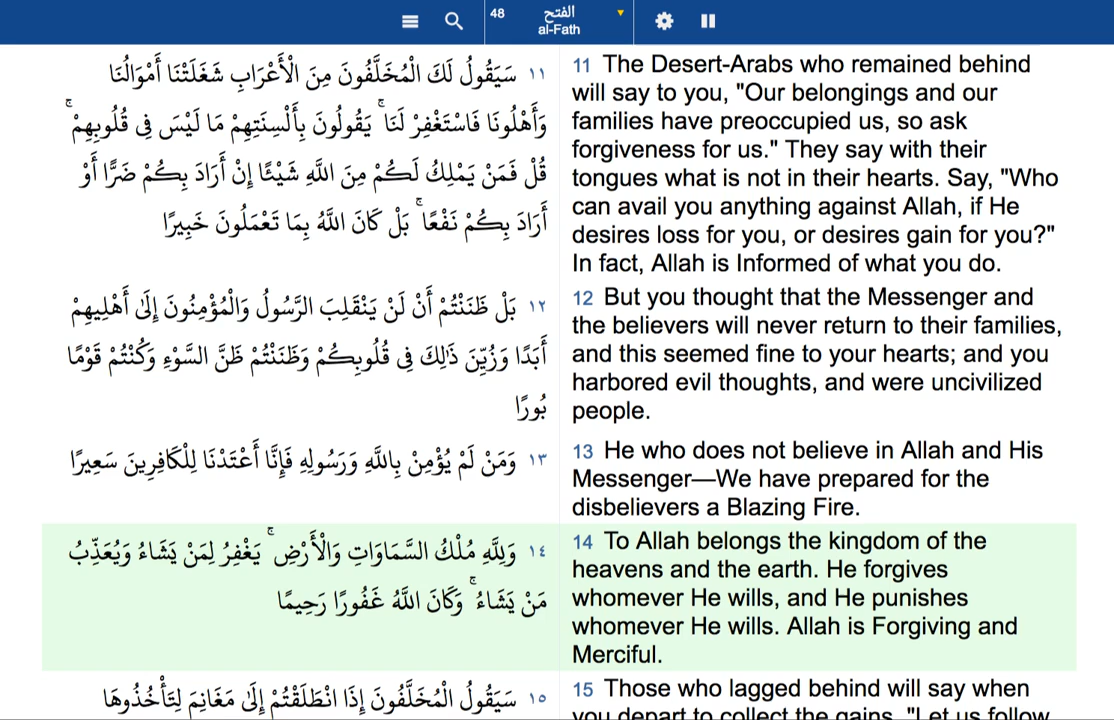 48
الفتح
al-Fath
١١ سَيَقُولُ لَكَ الْمُخَلَّفُونَ مِنَ الْأَعْرَابِ شَغَلَتْنَا أَمْوَالُنَا
وَأَهْلُونَا فَاسْتَغْفِرْ لَنَا ۚ يَقُولُونَ بِأَلْسِنَتِهِمْ مَا لَيْسَ فِي قُلُوبِهِمْ ۚ
قُلْ فَمَنْ يَمْلِكُ لَكُمْ مِنَ اللَّهِ شَيْئًا إِنْ أَرَادَ بِكُمْ ضَرًّا أَوْ
أَرَادَ بِكُمْ نَفْعًا ۚ بَلْ كَانَ اللَّهُ بِمَا تَعْمَلُونَ خَبِيرًا
11 The Desert-Arabs who remained behind
will say to you, "Our belongings and our
families have preoccupied us, so ask
forgiveness for us." They say with their
tongues what is not in their hearts. Say, "Who
can avail you anything against Allah, if He
desires loss for you, or desires gain for you?"
In fact, Allah is Informed of what you do.
١٢ بَلْ ظَنَنْتُمْ أَنْ لَنْ يَنْقَلِبَ الرَّسُولُ وَالْمُؤْمِنُونَ إِلَىٰ أَهْلِيهِمْ
أَبَدًا وَزُيِّنَ ذَٰلِكَ فِي قُلُوبِكُمْ وَظَنَنْتُمْ ظَنَّ السَّوْءِ وَكُنْتُمْ قَوْمًا
بُورًا
12 But you thought that the Messenger and
the believers will never return to their families,
and this seemed fine to your hearts; and you
harbored evil thoughts, and were uncivilized
people.
١٣ وَمَنْ لَمْ يُؤْمِنْ بِاللَّهِ وَرَسُولِهِ فَإِنَّا أَعْتَدْنَا لِلْكَافِرِينَ سَعِيرًا
13 He who does not believe in Allah and His
Messenger—We have prepared for the
disbelievers a Blazing Fire.
١٤ وَلِلَّهِ مُلْكُ السَّمَاوَاتِ وَالْأَرْضِ ۚ يَغْفِرُ لِمَنْ يَشَاءُ وَيُعَذِّبُ
مَنْ يَشَاءُ ۚ وَكَانَ اللَّهُ غَفُورًا رَحِيمًا
14 To Allah belongs the kingdom of the
heavens and the earth. He forgives
whomever He wills, and He punishes
whomever He wills. Allah is Forgiving and
Merciful.
١٥ سَيَقُولُ الْمُخَلَّفُونَ إِذَا انْطَلَقْتُمْ إِلَىٰ مَغَانِمَ لِتَأْخُذُوهَا
15 Those who lagged behind will say when
you depart to collect the gains, "Let us follow